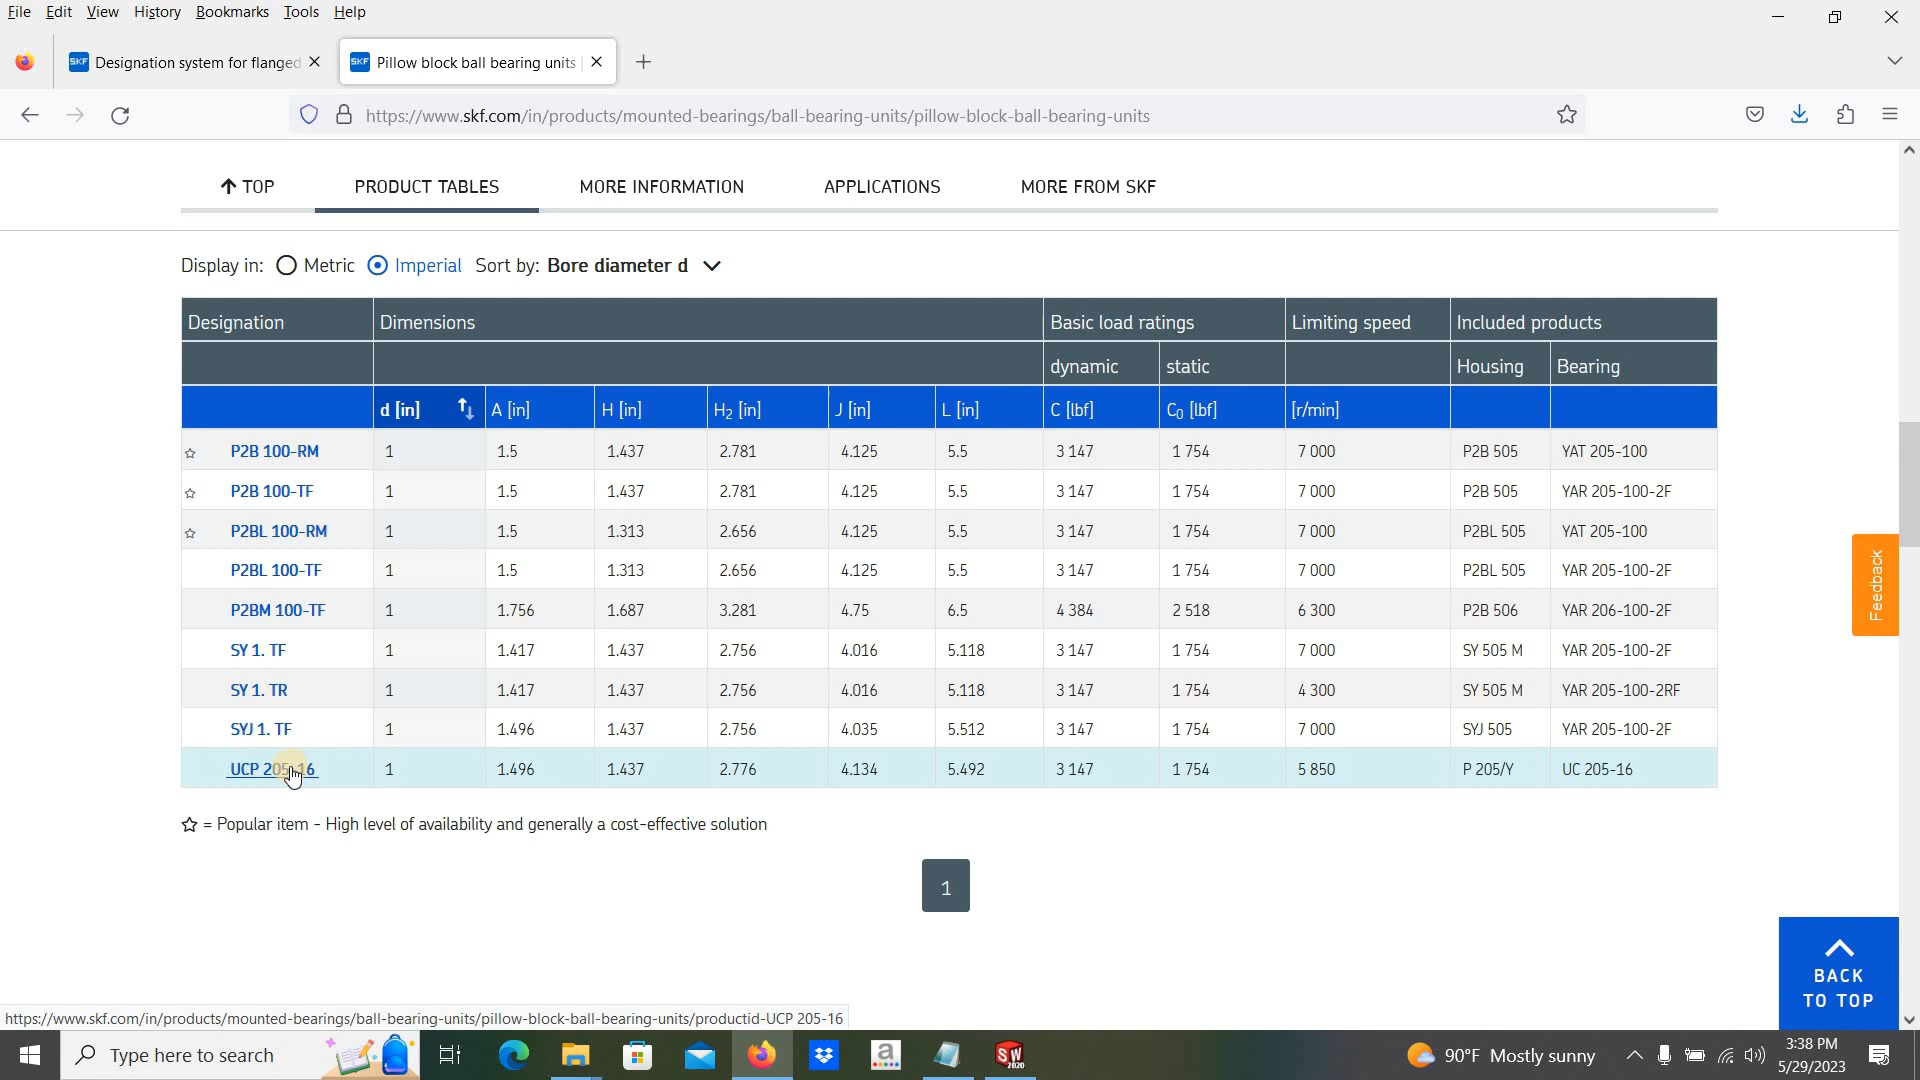 File Edit View History Bookmarks Tools Help
SKF Designation system for flanged
SKF Pillow block ball bearing units
https://www.skf.com/in/products/mounted-bearings/ball-bearing-units/pillow-block-ball-bearing-units
TOP PRODUCT TABLES MORE INFORMATION APPLICATIONS MORE FROM SKF
Display in: Metric Imperial Sort by: Bore diameter d
Designation Dimensions Basic load ratings Limiting speed Included products
dynamic static Housing Bearing
d [in] A [in] H [in] H2 [in] J [in] L [in] C [lbf] C0 [lbf] [r/min]
P2B 100-RM 1 1.5 1.437 2.781 4.125 5.5 3 147 1 754 7 000 P2B 505 YAT 205-100
P2B 100-TF 1 1.5 1.437 2.781 4.125 5.5 3 147 1 754 7 000 P2B 505 YAR 205-100-2F
P2BL 100-RM 1 1.5 1.313 2.656 4.125 5.5 3 147 1 754 7 000 P2BL 505 YAT 205-100
P2BL 100-TF 1 1.5 1.313 2.656 4.125 5.5 3 147 1 754 7 000 P2BL 505 YAR 205-100-2F
P2BM 100-TF 1 1.756 1.687 3.281 4.75 6.5 4 384 2 518 6 300 P2B 506 YAR 206-100-2F
SY 1. TF 1 1.417 1.437 2.756 4.016 5.118 3 147 1 754 7 000 SY 505 M YAR 205-100-2F
SY 1. TR 1 1.417 1.437 2.756 4.016 5.118 3 147 1 754 4 300 SY 505 M YAR 205-100-2RF
SYJ 1. TF 1 1.496 1.437 2.756 4.035 5.512 3 147 1 754 7 000 SYJ 505 YAR 205-100-2F
UCP 205-16 1 1.496 1.437 2.776 4.134 5.492 3 147 1 754 5 850 P 205/Y UC 205-16
☆ = Popular item - High level of availability and generally a cost-effective solution
1
Feedback
BACK
TO TOP
https://www.skf.com/in/products/mounted-bearings/ball-bearing-units/pillow-block-ball-bearing-units/productid-UCP 205-16
Type here to search
a
SW
2020
90°F Mostly sunny
3:38 PM
5/29/2023